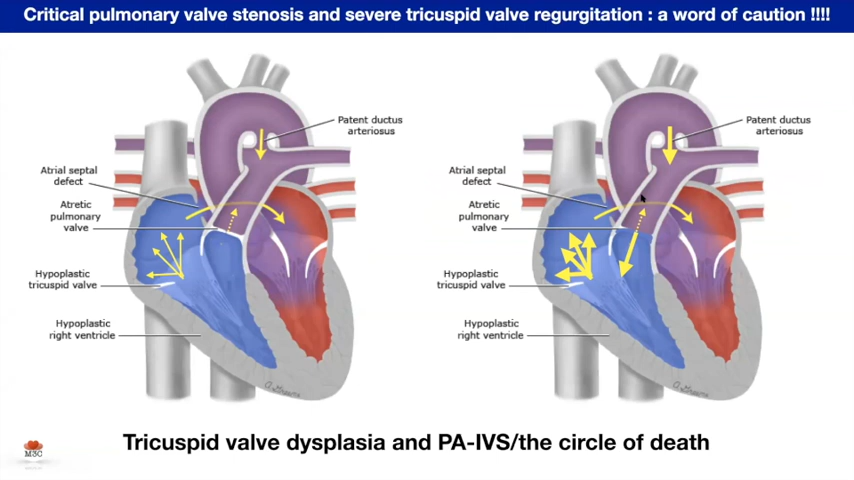 Critical pulmonary valve stenosis and severe tricuspid valve regurgitation : a word of caution !!!!
Patent ductus
arteriosus
Atrial septal
defect
Atretic
pulmonary
valve
Hypoplastic
tricuspid valve
Hypoplastic
right ventricle
Patent ductus
arteriosus
Atrial septal
defect
Atretic
pulmonary
valve
Hypoplastic
tricuspid valve
Hypoplastic
right ventricle
Tricuspid valve dysplasia and PA-IVS/the circle of death
M3C